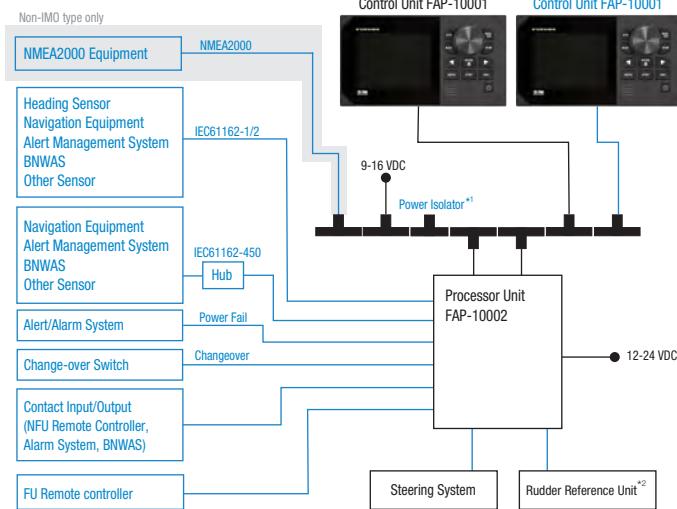 Control Unit FAP-10001
Control Unit FAP-10001
Non-IMO type only
NMEA2000 Equipment
NMEA2000
Heading Sensor
Navigation Equipment
Alert Management System
BNWAS
Other Sensor
IEC61162-1/2
9-16 VDC
Power Isolator*1
Navigation Equipment
Alert Management System
BNWAS
Other Sensor
IEC61162-450
Hub
Processor Unit
FAP-10002
Alert/Alarm System
Power Fail
Change-over Switch
Changeover
12-24 VDC
Contact Input/Output
(NFU Remote Controller,
Alarm System, BNWAS)
FU Remote controller
Steering System
Rudder Reference Unit*2